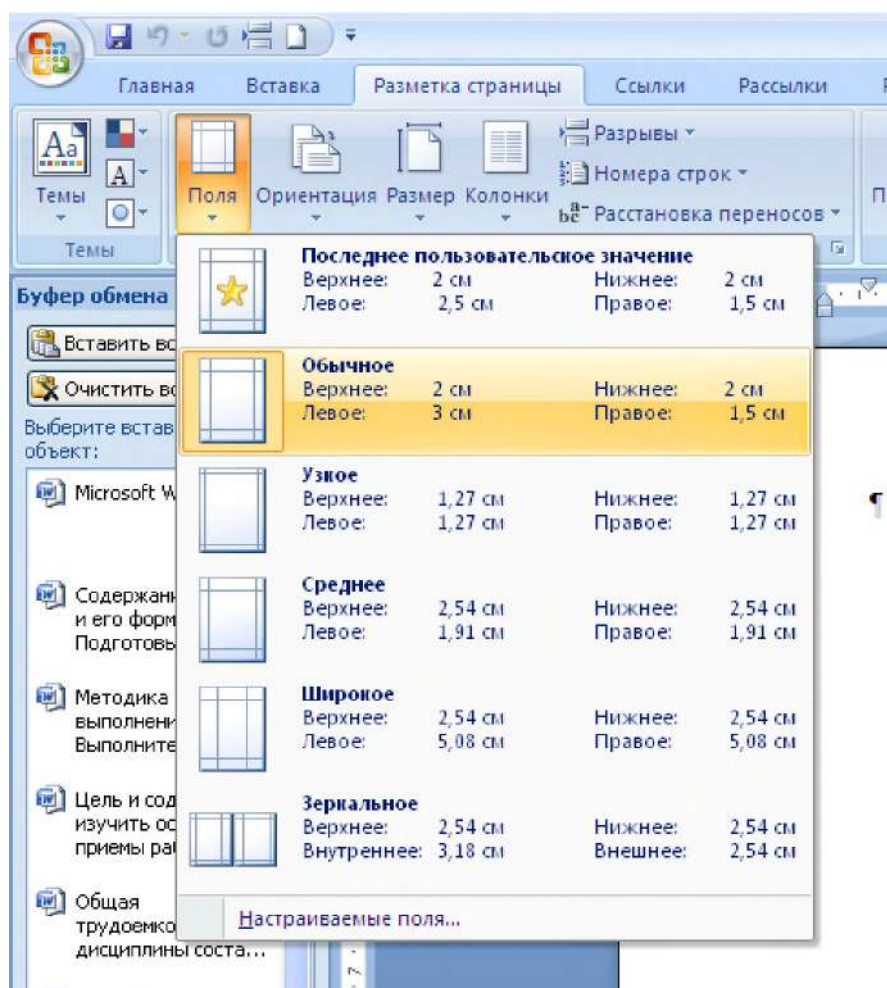 Главная Вставка Разметка страницы Ссылки Рассылки
Аа
Темы
А
Поля Ориентация Размер Колонки
Разрывы
Номера строк
Расстановка переносов
Темы
Буфер обмена
Вставить вс
Очистить вс
Выберите встав
объект:
Microsoft W
Содержани
и его форм
Подготовь
Методика
выполнени
Выполните
Цель и сод
изучить ос
приемы раб
Общая
трудоемко
дисциплины соста...
Последнее пользовательское значение
Верхнее: 2 см Нижнее: 2 см
Левое: 2,5 см Правое: 1,5 см
Обычное
Верхнее: 2 см Нижнее: 2 см
Левое: 3 см Правое: 1,5 см
Узкое
Верхнее: 1,27 см Нижнее: 1,27 см
Левое: 1,27 см Правое: 1,27 см
Среднее
Верхнее: 2,54 см Нижнее: 2,54 см
Левое: 1,91 см Правое: 1,91 см
Широкое
Верхнее: 2,54 см Нижнее: 2,54 см
Левое: 5,08 см Правое: 5,08 см
Зеркальное
Верхнее: 2,54 см Нижнее: 2,54 см
Внутреннее: 3,18 см Внешнее: 2,54 см
Настраиваемые поля...
¶